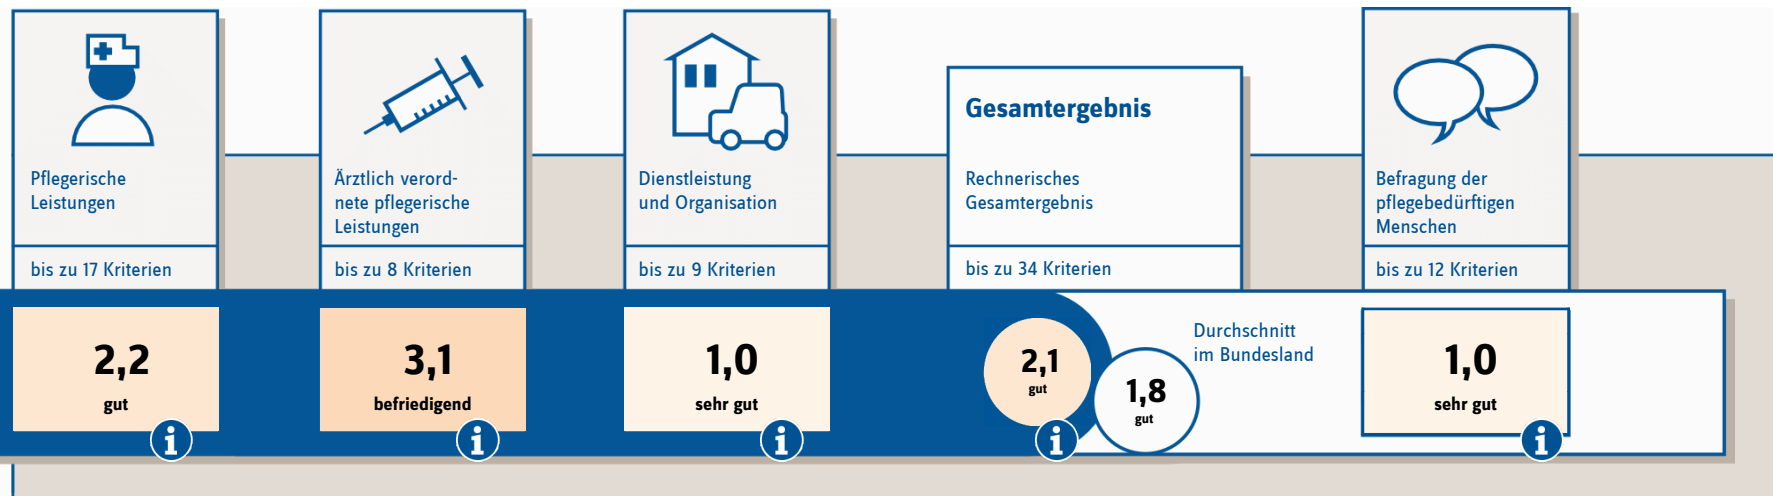 Pflegerische
Leistungen
bis zu 17 Kriterien
2,2
gut
i
Ärztlich verord-
nete pflegerische
Leistungen
bis zu 8 Kriterien
3,1
befriedigend
i
Dienstleistung
und Organisation
bis zu 9 Kriterien
1,0
sehr gut
i
Gesamtergebnis
Rechnerisches
Gesamtergebnis
bis zu 34 Kriterien
2,1
gut
i
1,8
gut
Durchschnitt
im Bundesland
Befragung der
pflegebedürftigen
Menschen
bis zu 12 Kriterien
1,0
sehr gut
i